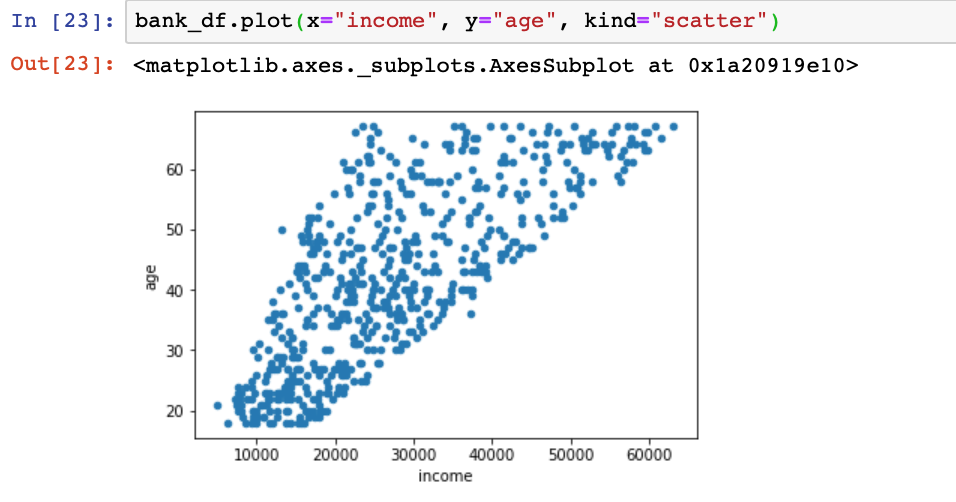 In [23]: bank_df.plot(x="income", y="age", kind="scatter")
Out[23]: <matplotlib.axes._subplots.AxesSubplot at 0x1a20919e10>
60
50
age
40
30
20
10000 20000 30000 40000 50000 60000
income